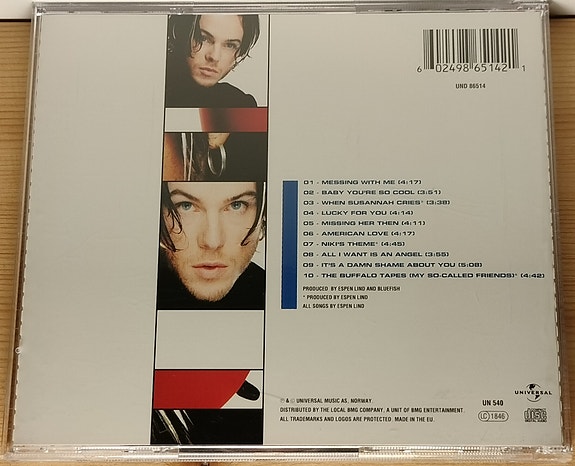 6 02498 65142 1
UND 86514
01 - MESSING WITH ME (4:17)
02 - BABY YOU'RE SO COOL (3:51)
03 - WHEN SUSANNAH CRIES* (3:38)
04 - LUCKY FOR YOU (4:14)
05 - MISSING HER THEN (4:11)
06 - AMERICAN LOVE (4:17)
07 - NIKI'S THEME* (4:45)
08 - ALL I WANT IS AN ANGEL (3:55)
09 - IT'S A DAMN SHAME ABOUT YOU (5:08)
10 - THE BUFFALO TAPES (MY SO-CALLED FRIENDS)* (4:42)
PRODUCED BY ESPEN LIND AND BLUEFISH
* PRODUCED BY ESPEN LIND
ALL SONGS BY ESPEN LIND
℗ & © UNIVERSAL MUSIC AS, NORWAY.
DISTRIBUTED BY THE LOCAL BMG COMPANY. A UNIT OF BMG ENTERTAINMENT.
ALL TRADEMARKS AND LOGOS ARE PROTECTED. MADE IN THE EU.
UNIVERSAL
UN 540
LC 1846
COMPACT disc DIGITAL AUDIO